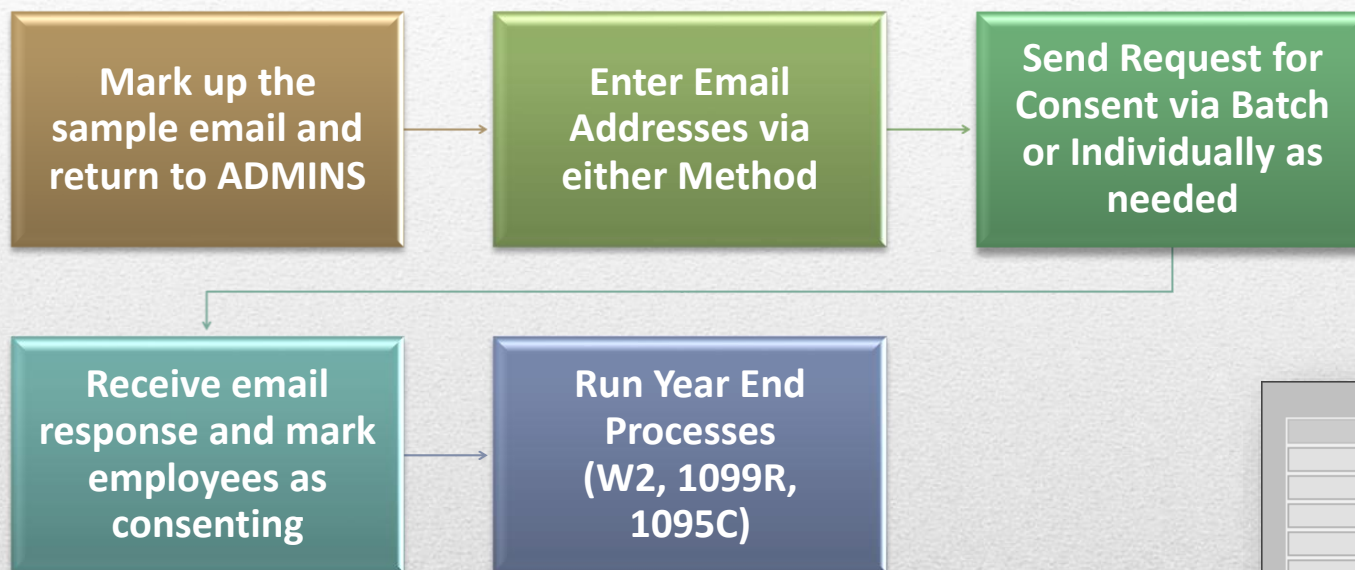 Mark up the
sample email and
return to ADMINS
Enter Email
Addresses via
either Method
Send Request for
Consent via Batch
or Individually as
needed
Receive email
response and mark
employees as
consenting
Run Year End
Processes
(W2, 1099R,
1095C)